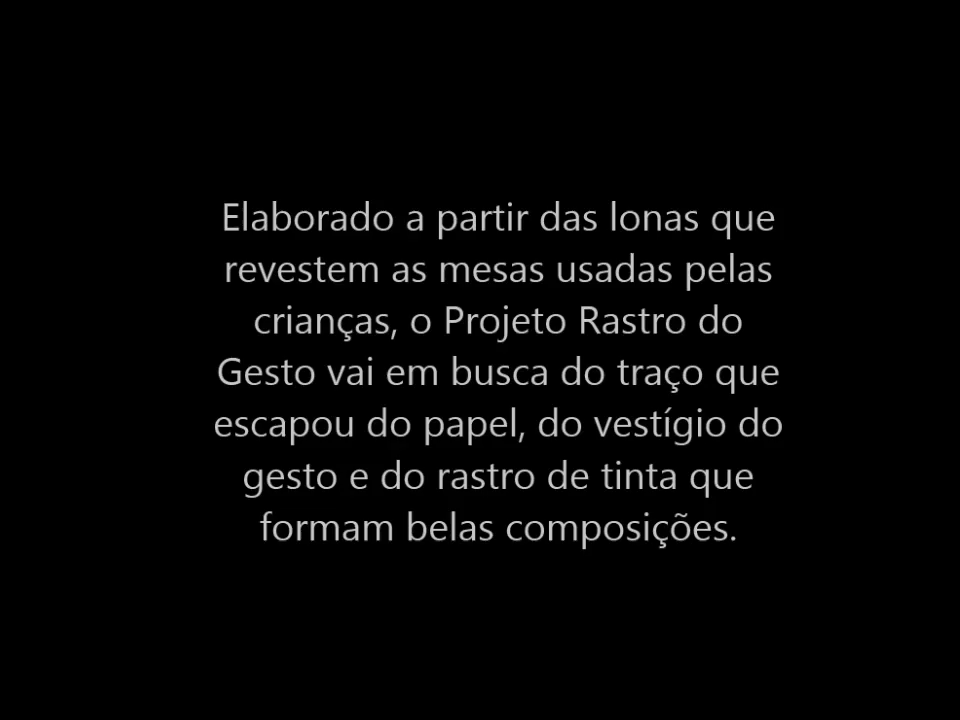 Elaborado a partir das lonas que
revestem as mesas usadas pelas
crianças, o Projeto Rastro do
Gesto vai em busca do traço que
escapou do papel, do vestígio do
gesto e do rastro de tinta que
formam belas composições.